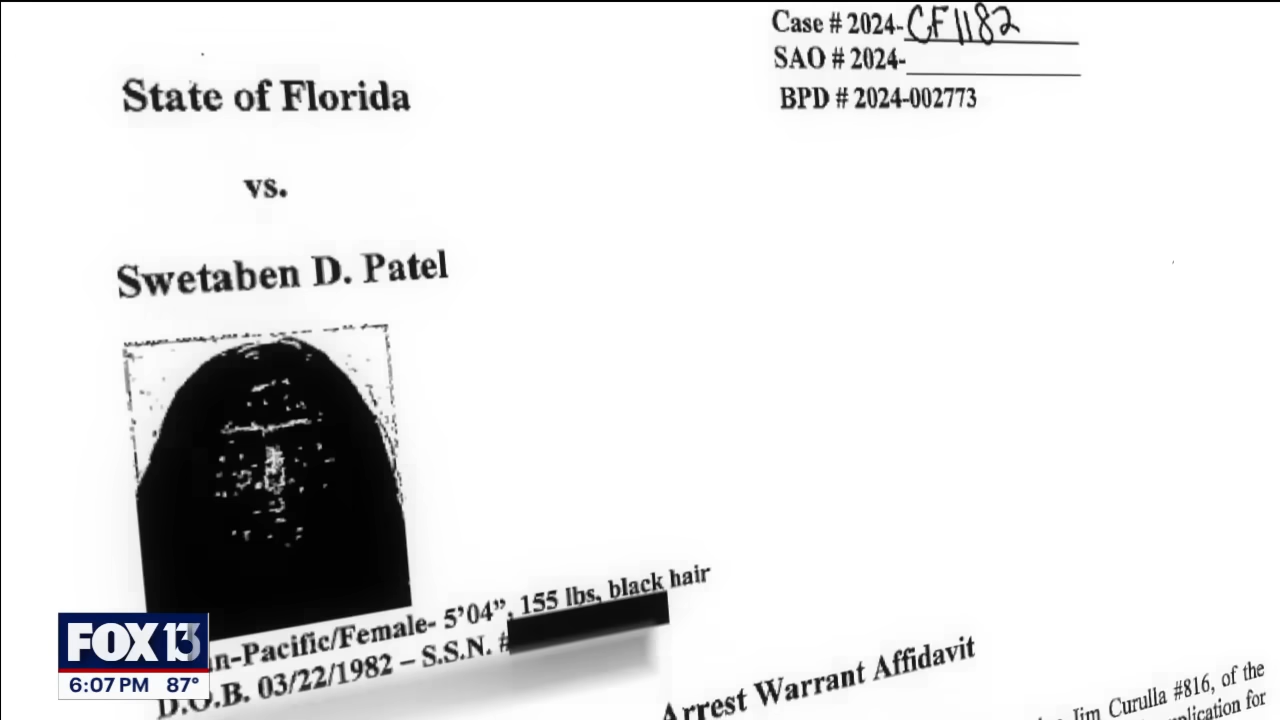 Case # 2024-CF1182
SAO # 2024-
BPD # 2024-002773
State of Florida
vs.
Swetaben D. Patel
n-Pacific/Female- 5’04”, 155 lbs, black hair
D.O.B. 03/22/1982 – S.S.N. #
Arrest Warrant Affidavit
Jim Curulla #816, of the
plication for
FOX 13
6:07 PM 87°